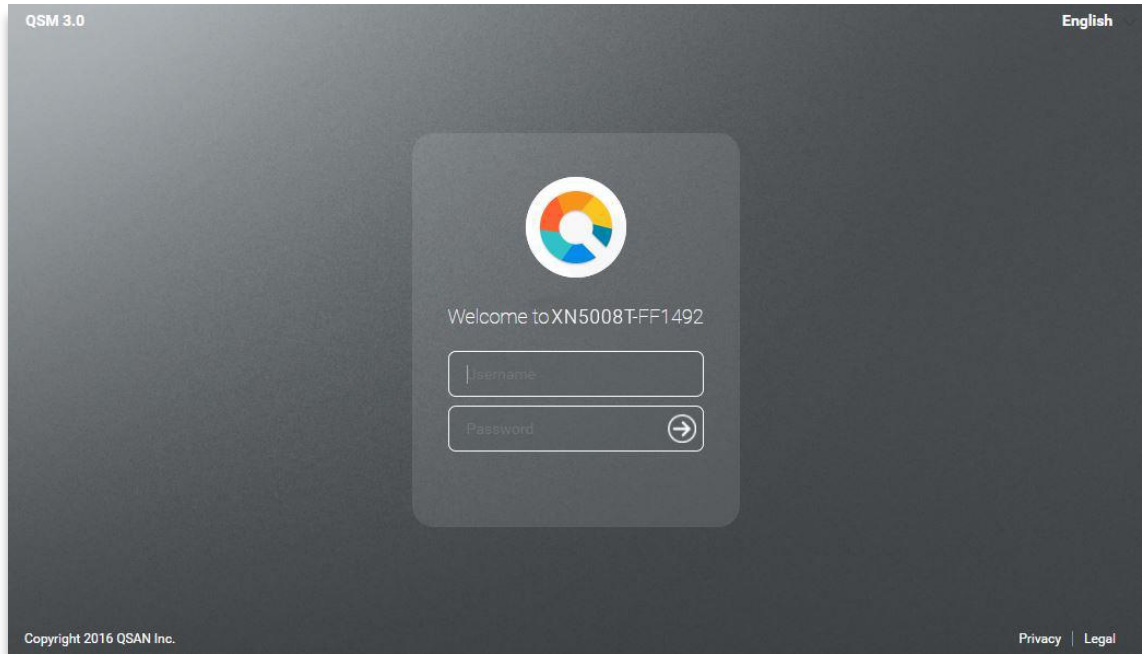 QSM 3.0
English
Welcome to XN5008T-FF1492
Username
Password
Copyright 2016 QSAN Inc.
Privacy | Legal